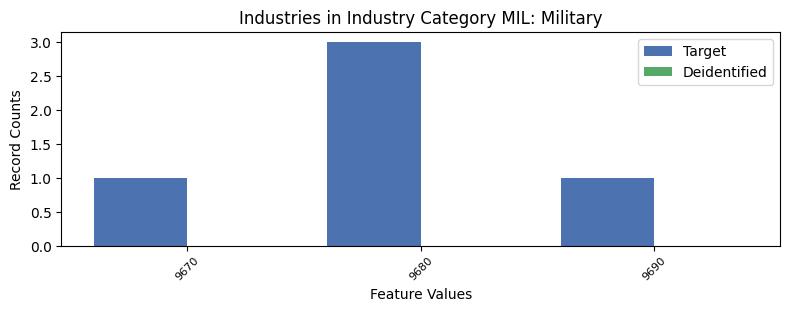 Industries in Industry Category MIL: Military
Target
Deidentified
Record Counts
3.0
2.5
2.0
1.5
1.0
0.5
0.0
9670
9680
9690
Feature Values